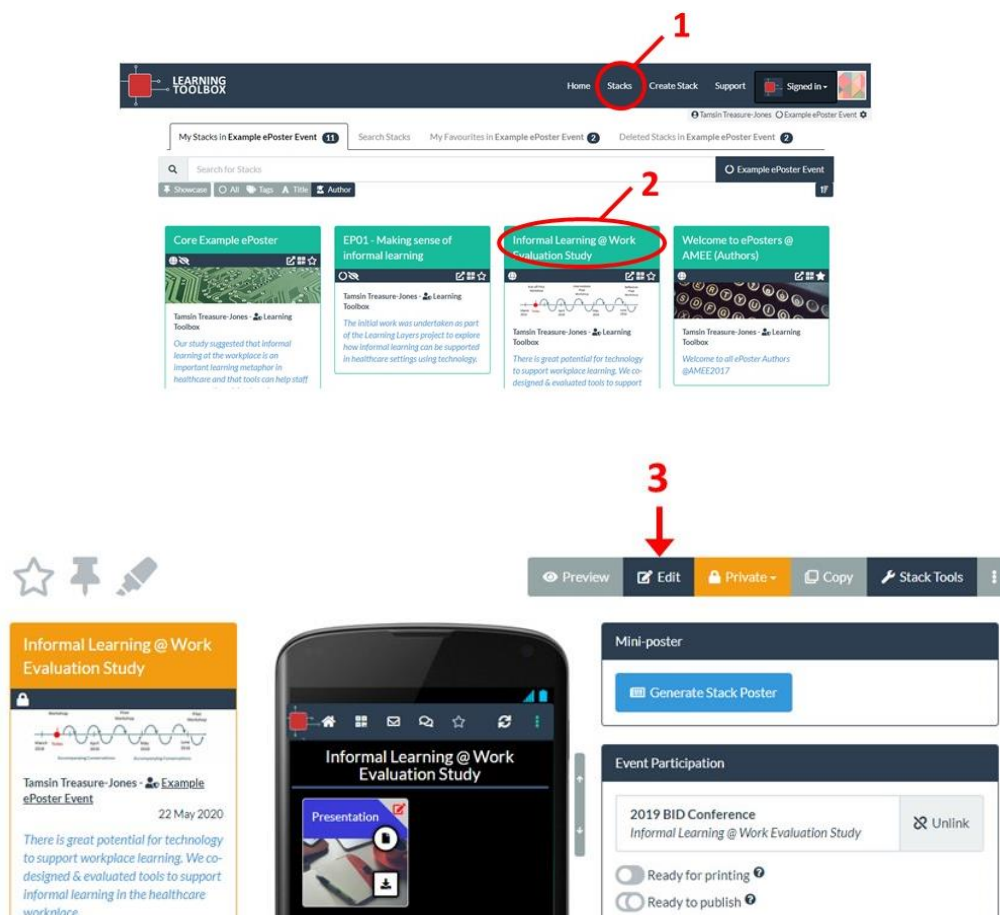 1
LEARNING
TOOLBOX
Home Stacks Create Stack Support Signed in
Tamsin Treasure-Jones Example ePoster Event
My Stacks in Example ePoster Event 11 Search Stacks My Favourites in Example ePoster Event 2 Deleted Stacks in Example ePoster Event 2
Search for Stacks Example ePoster Event
2
Showcase All Tags A Title Author
Core Example ePoster
Tamsin Treasure-Jones - Learning
Toolbox
Our study suggested that informal
learning at the workplace is an
important learning metaphor in
healthcare and that tools can help staff
EP01 - Making sense of
informal learning
Tamsin Treasure-Jones - Learning
Toolbox
The initial work was undertaken as part
of the Learning Layers project to explore
how informal learning can be supported
in healthcare settings using technology.
Informal Learning @ Work
Evaluation Study
Tamsin Treasure-Jones - Learning
Toolbox
There is great potential for technology
to support workplace learning. We co-
designed & evaluated tools to support
Welcome to ePosters @
AMEE (Authors)
Tamsin Treasure-Jones - Learning
Toolbox
Welcome to all ePoster Authors
@AMEE2017
3
Preview Edit Private Copy Stack Tools
Informal Learning @ Work
Evaluation Study
Tamsin Treasure-Jones - Example
ePoster Event
22 May 2020
There is great potential for technology
to support workplace learning. We co-
designed & evaluated tools to support
informal learning in the healthcare
workplace.
Informal Learning @ Work
Evaluation Study
Presentation
Mini-poster
Generate Stack Poster
Event Participation
2019 BID Conference
Informal Learning @ Work Evaluation Study
Unlink
Ready for printing ?
Ready to publish ?